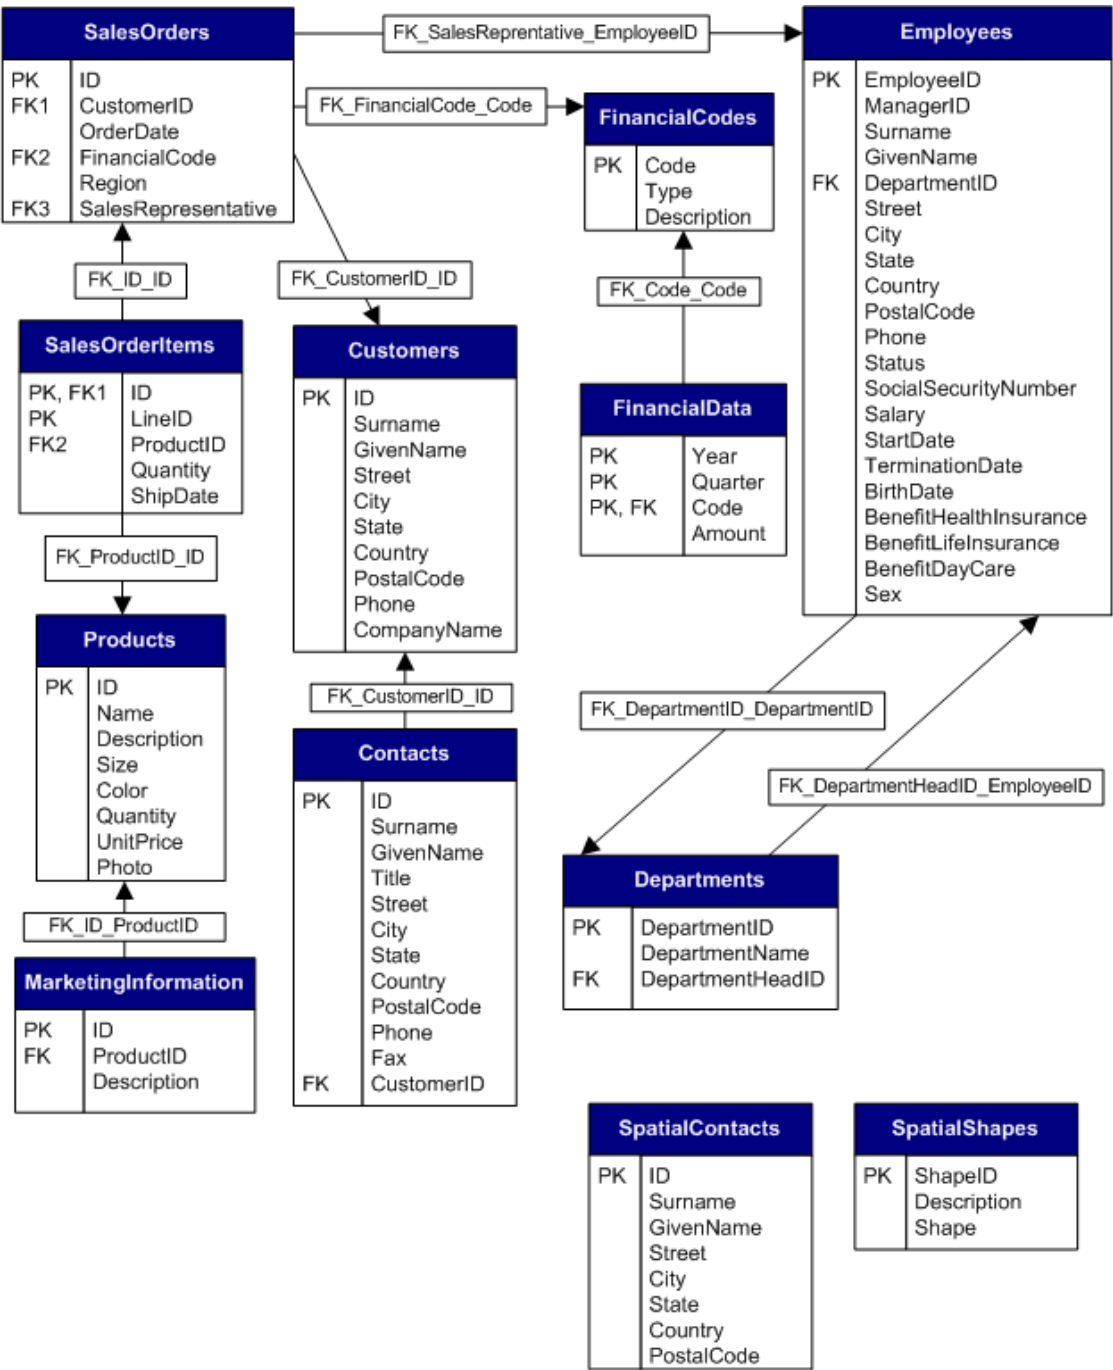 SalesOrders
PK ID
FK1 CustomerID
OrderDate
FK2 FinancialCode
Region
FK3 SalesRepresentative
FK_SalesReprentative_EmployeeID
FK_FinancialCode_Code
FK_CustomerID_ID
FK_ID_ID
Employees
PK EmployeeID
ManagerID
Surname
GivenName
FK DepartmentID
Street
City
State
Country
PostalCode
Phone
Status
SocialSecurityNumber
Salary
StartDate
TerminationDate
BirthDate
BenefitHealthInsurance
BenefitLifeInsurance
BenefitDayCare
Sex
FinancialCodes
PK Code
Type
Description
FK_Code_Code
SalesOrderItems
PK, FK1 ID
PK LineID
FK2 ProductID
Quantity
ShipDate
FK_ProductID_ID
Customers
PK ID
Surname
GivenName
Street
City
State
Country
PostalCode
Phone
CompanyName
FK_CustomerID_ID
FinancialData
PK Year
PK Quarter
PK, FK Code
Amount
Products
PK ID
Name
Description
Size
Color
Quantity
UnitPrice
Photo
FK_ID_ProductID
Contacts
PK ID
Surname
GivenName
Title
Street
City
State
Country
PostalCode
Phone
Fax
FK CustomerID
FK_DepartmentID_DepartmentID
FK_DepartmentHeadID_EmployeeID
Departments
PK DepartmentID
DepartmentName
FK DepartmentHeadID
MarketingInformation
PK ID
FK ProductID
Description
SpatialContacts
PK ID
Surname
GivenName
Street
City
State
Country
PostalCode
SpatialShapes
PK ShapeID
Description
Shape